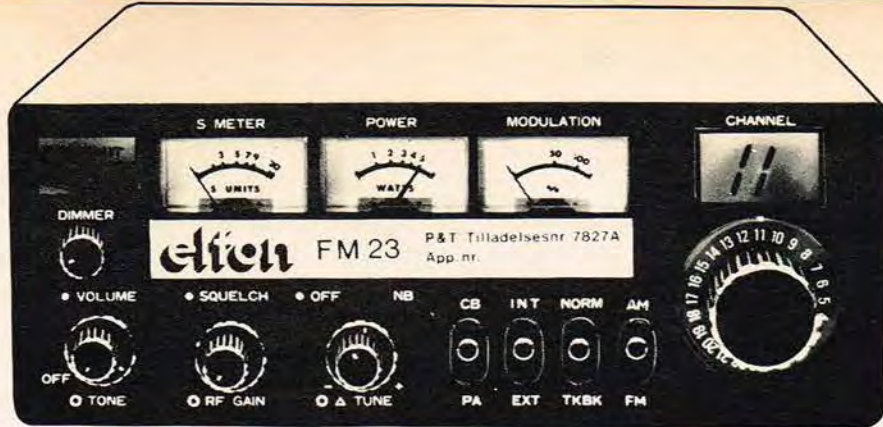 S METER
POWER
MODULATION
CHANNEL
3 5 7 9
S UNITS
1 2 3 4 5
WATTS
50 100
%
11
DIMMER
elton FM 23 P&T Tilladelsesnr 7827A
App.nr.
17 16 15 14 13 12 11 10 9 8 7 6 5
18 19 20 21
VOLUME
SQUELCH
OFF
NB
CB INT NORM AM
OFF
TONE
RF GAIN
- Δ TUNE +
PA EXT TKBK FM